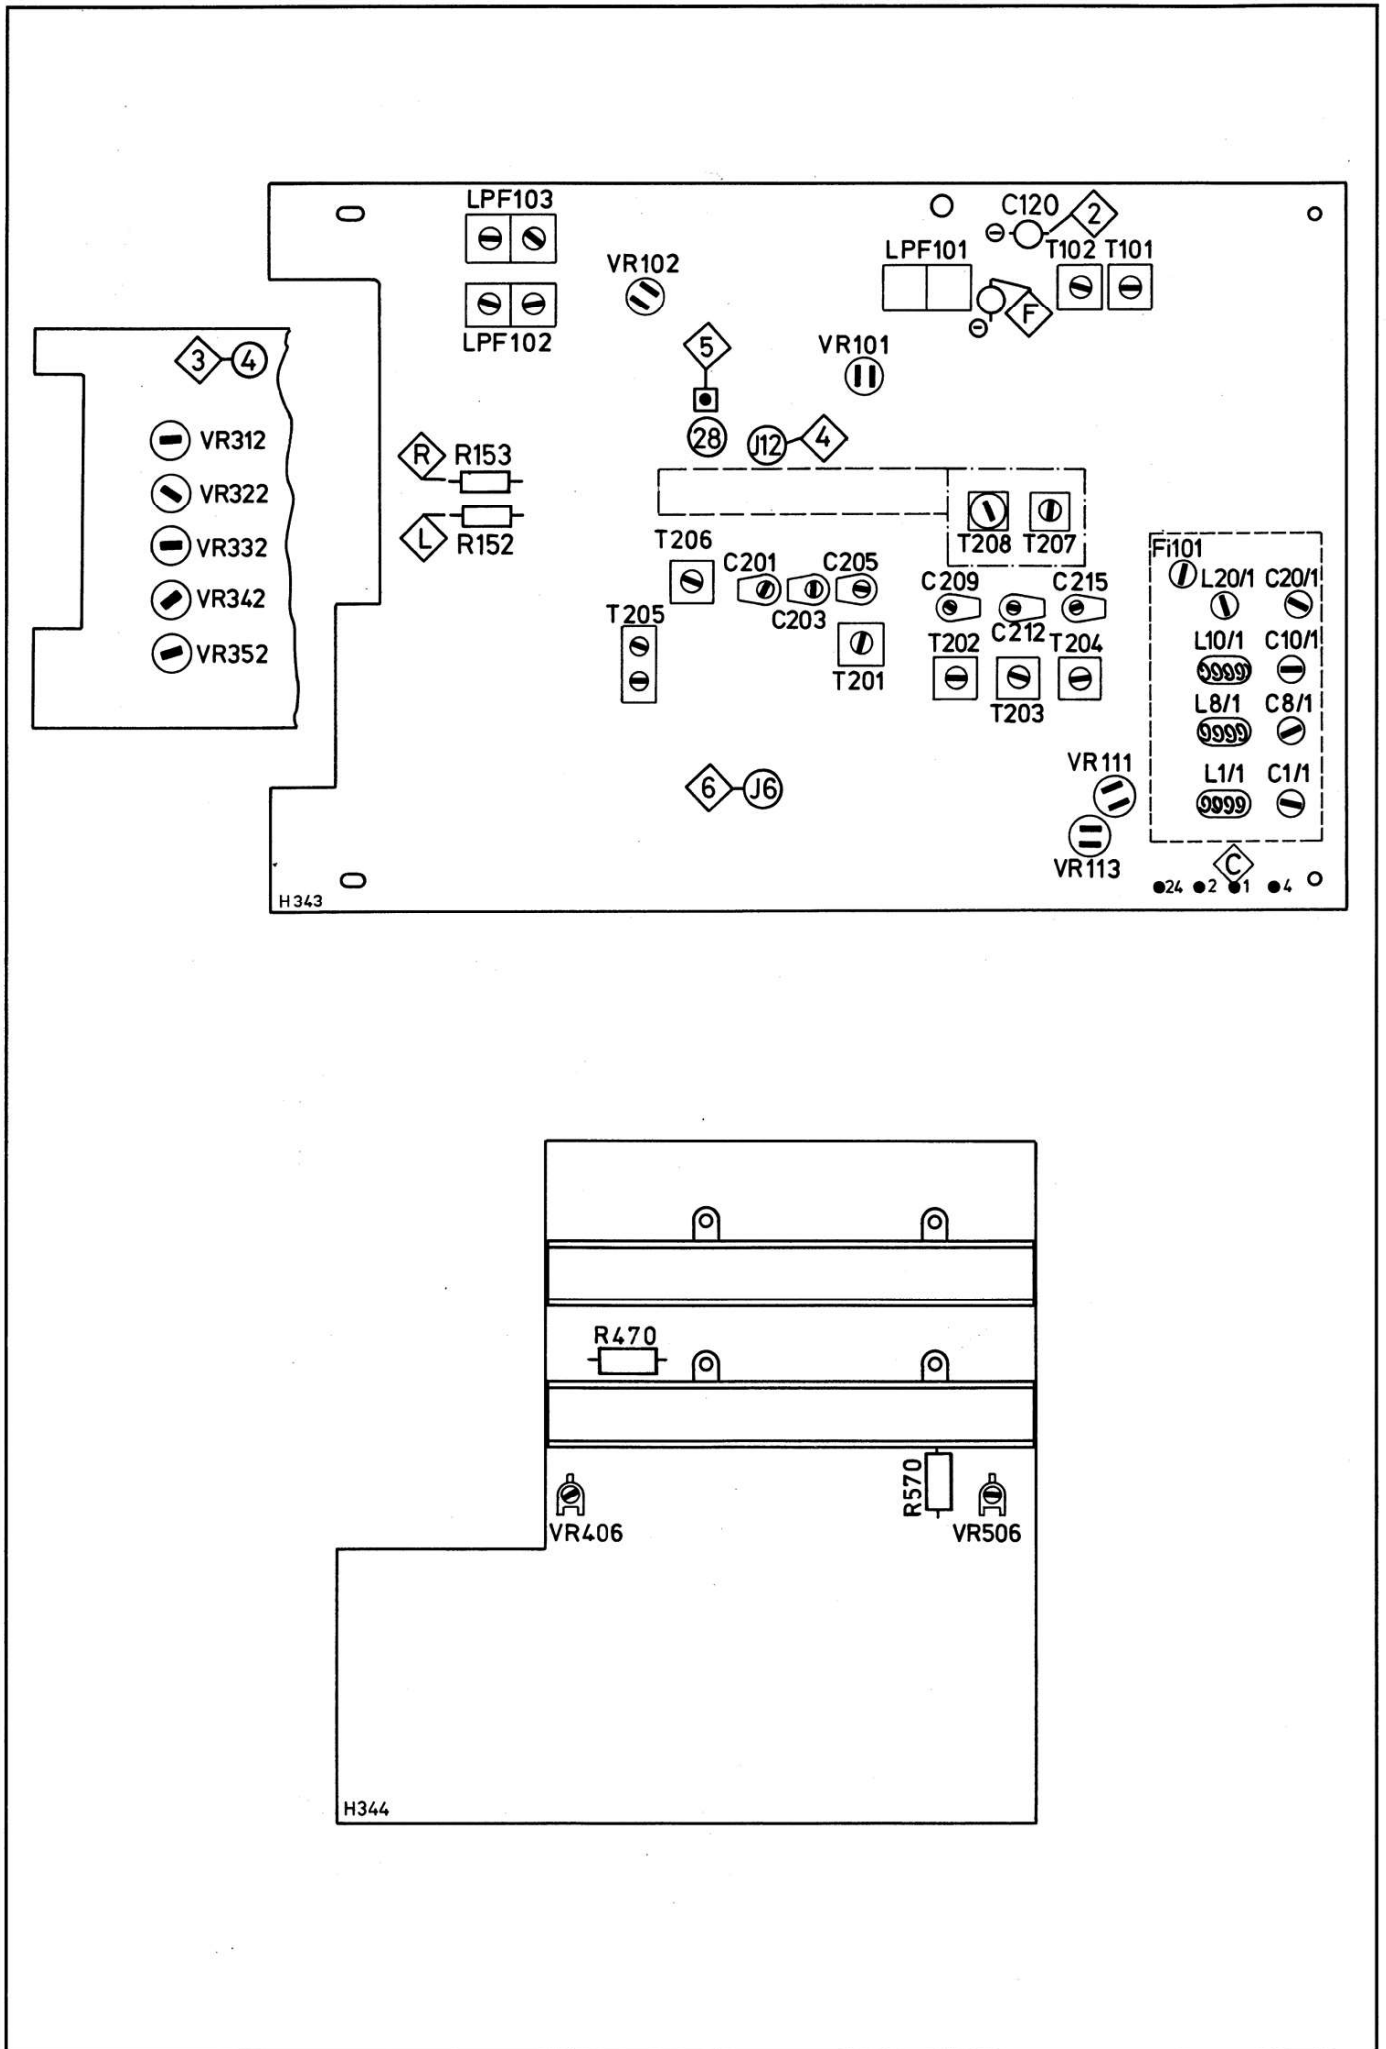 LPF103
C120
2
VR102
LPF101
T102 T101
F
LPF102
5
VR101
3
4
28
J12
4
VR312
VR322
VR332
VR342
VR352
R
R153
L
R152
T208 T207
T206
C201
C205
C203
T205
T201
C209
C215
C212
T202
T204
T203
Fi101
L20/1 C20/1
L10/1 C10/1
L8/1 C8/1
L1/1 C1/1
6
J6
VR111
VR113
C
24 2 1 4
H343
R470
R570
VR406
VR506
H344